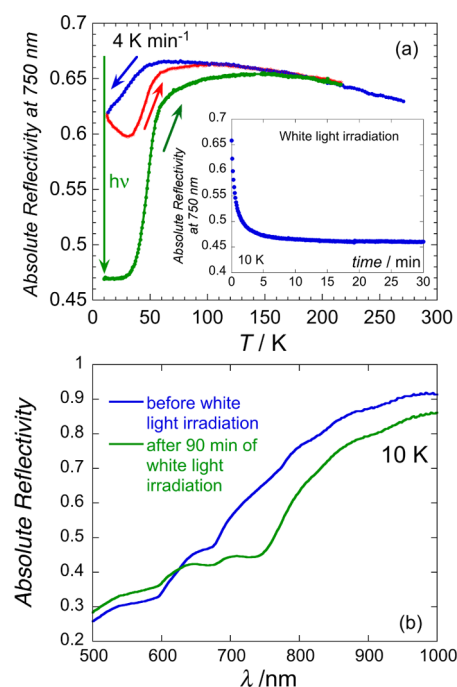 4 K min⁻¹
(a)
Absolute Reflectivity at 750 nm
0.7
0.65
0.6
0.55
0.5
0.45
hν
0 50 100 150 200 250 300
T / K
White light irradiation
Absolute Reflectivity
at 750 nm
0.7
0.65
0.6
0.55
0.5
0.45
0.4
10 K
time / min
0 5 10 15 20 25 30
before white
light irradiation
after 90 min of
white light
irradiation
10 K
(b)
Absolute Reflectivity
1
0.9
0.8
0.7
0.6
0.5
0.4
0.3
0.2
500 600 700 800 900 1000
λ /nm